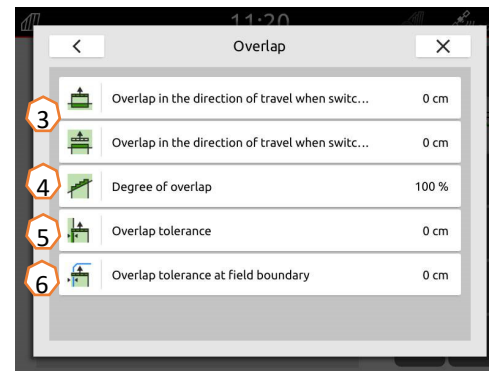 11:20
Overlap
3
Overlap in the direction of travel when switc... 0 cm
Overlap in the direction of travel when switc... 0 cm
4 Degree of overlap 100 %
5 Overlap tolerance 0 cm
6 Overlap tolerance at field boundary 0 cm